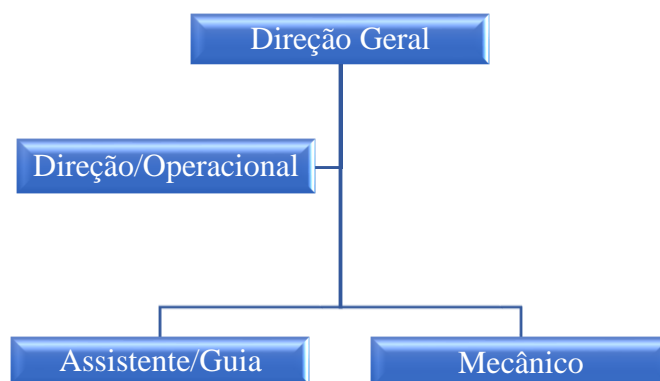 Direção Geral
Direção/Operacional
Assistente/Guia
Mecânico